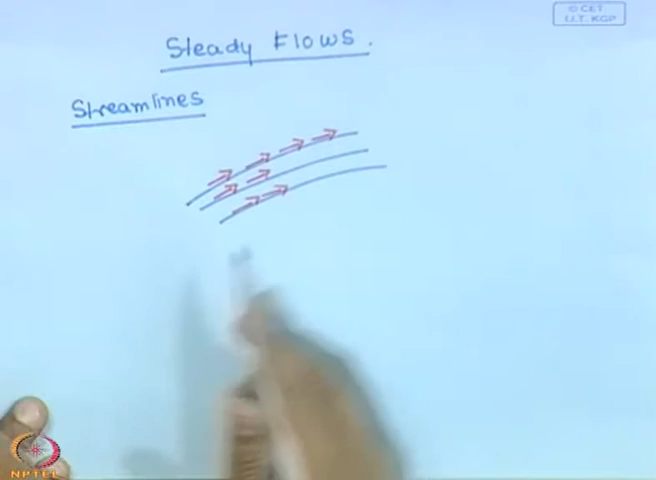 © CET
I.I.T. KGP
Steady Flows.
Streamlines
NPTEL